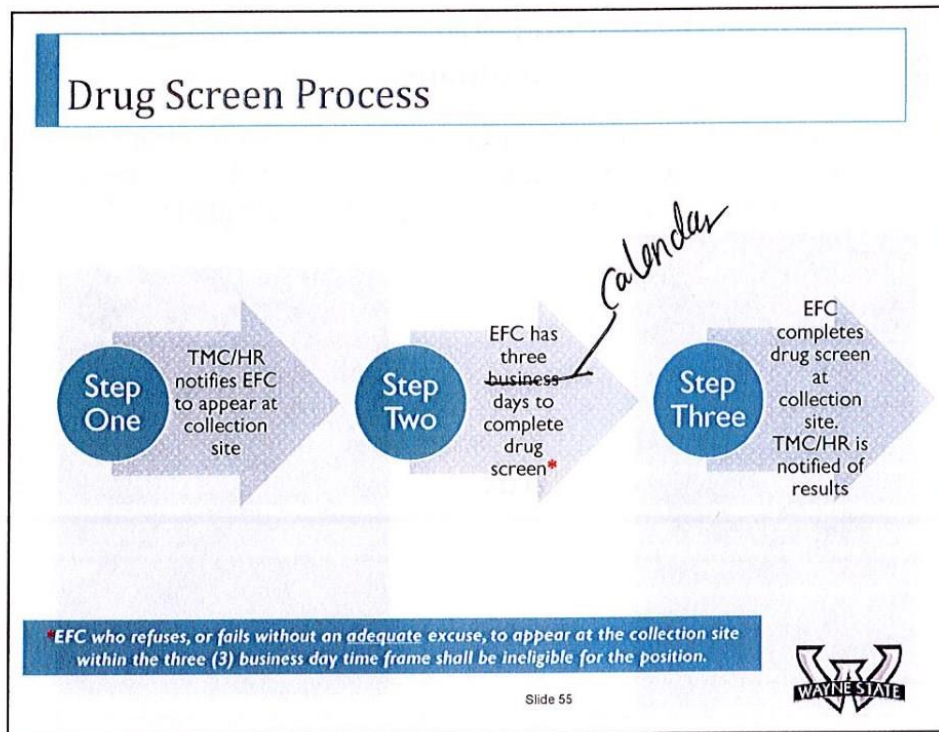 Drug Screen Process
calendar
Step
One
TMC/HR
notifies EFC
to appear at
collection
site
Step
Two
EFC has
three
business
days to
complete
drug
screen*
Step
Three
EFC
completes
drug screen
at
collection
site.
TMC/HR is
notified of
results
*EFC who refuses, or fails without an adequate excuse, to appear at the collection site
within the three (3) business day time frame shall be ineligible for the position.
Slide 55
W
WAYNE STATE